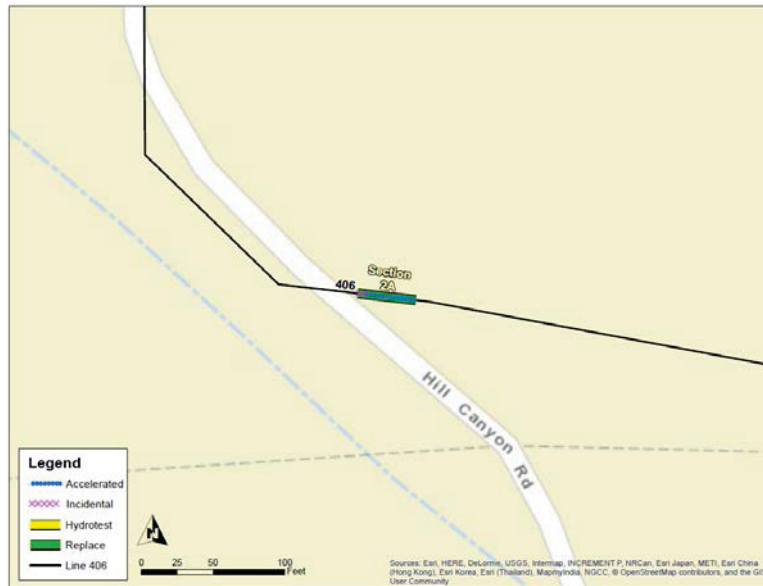 Section
2A
406
Hill Canyon Rd
Legend
Accelerated
Incidental
Hydrotest
Replace
Line 406
N
0 25 50 100
Feet
Sources: Esri, HERE, DeLorme, USGS, Intermap, INCREMENT P, NRCan, Esri Japan, METI, Esri China
(Hong Kong), Esri Korea, Esri (Thailand), MapmyIndia, NGCC, © OpenStreetMap contributors, and the GIS
User Community